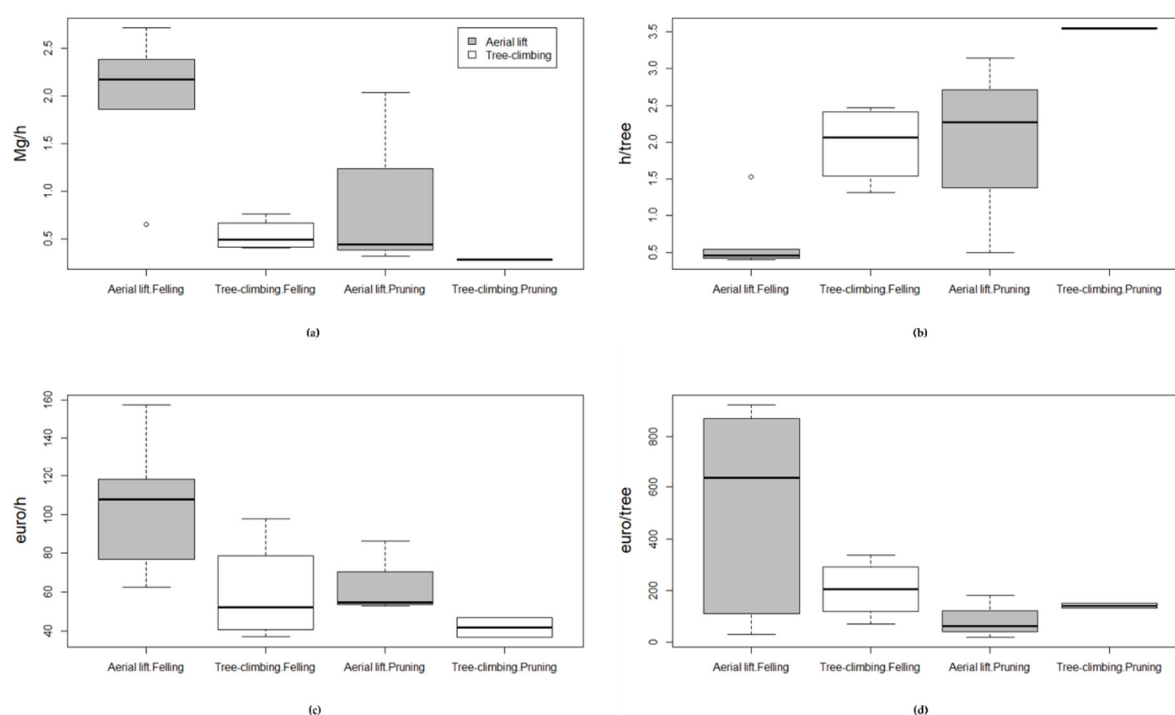 Mg/h
2.5
2.0
1.5
1.0
0.5
Aerial lift
Tree-climbing
Aerial lift.Felling Tree-climbing.Felling Aerial lift.Pruning Tree-climbing.Pruning
(a)
h/tree
3.5
3.0
2.5
2.0
1.5
1.0
0.5
Aerial lift.Felling Tree-climbing.Felling Aerial lift.Pruning Tree-climbing.Pruning
(b)
euro/h
160
140
120
100
80
60
40
Aerial lift.Felling Tree-climbing.Felling Aerial lift.Pruning Tree-climbing.Pruning
(c)
euro/tree
800
600
400
200
0
Aerial lift.Felling Tree-climbing.Felling Aerial lift.Pruning Tree-climbing.Pruning
(d)